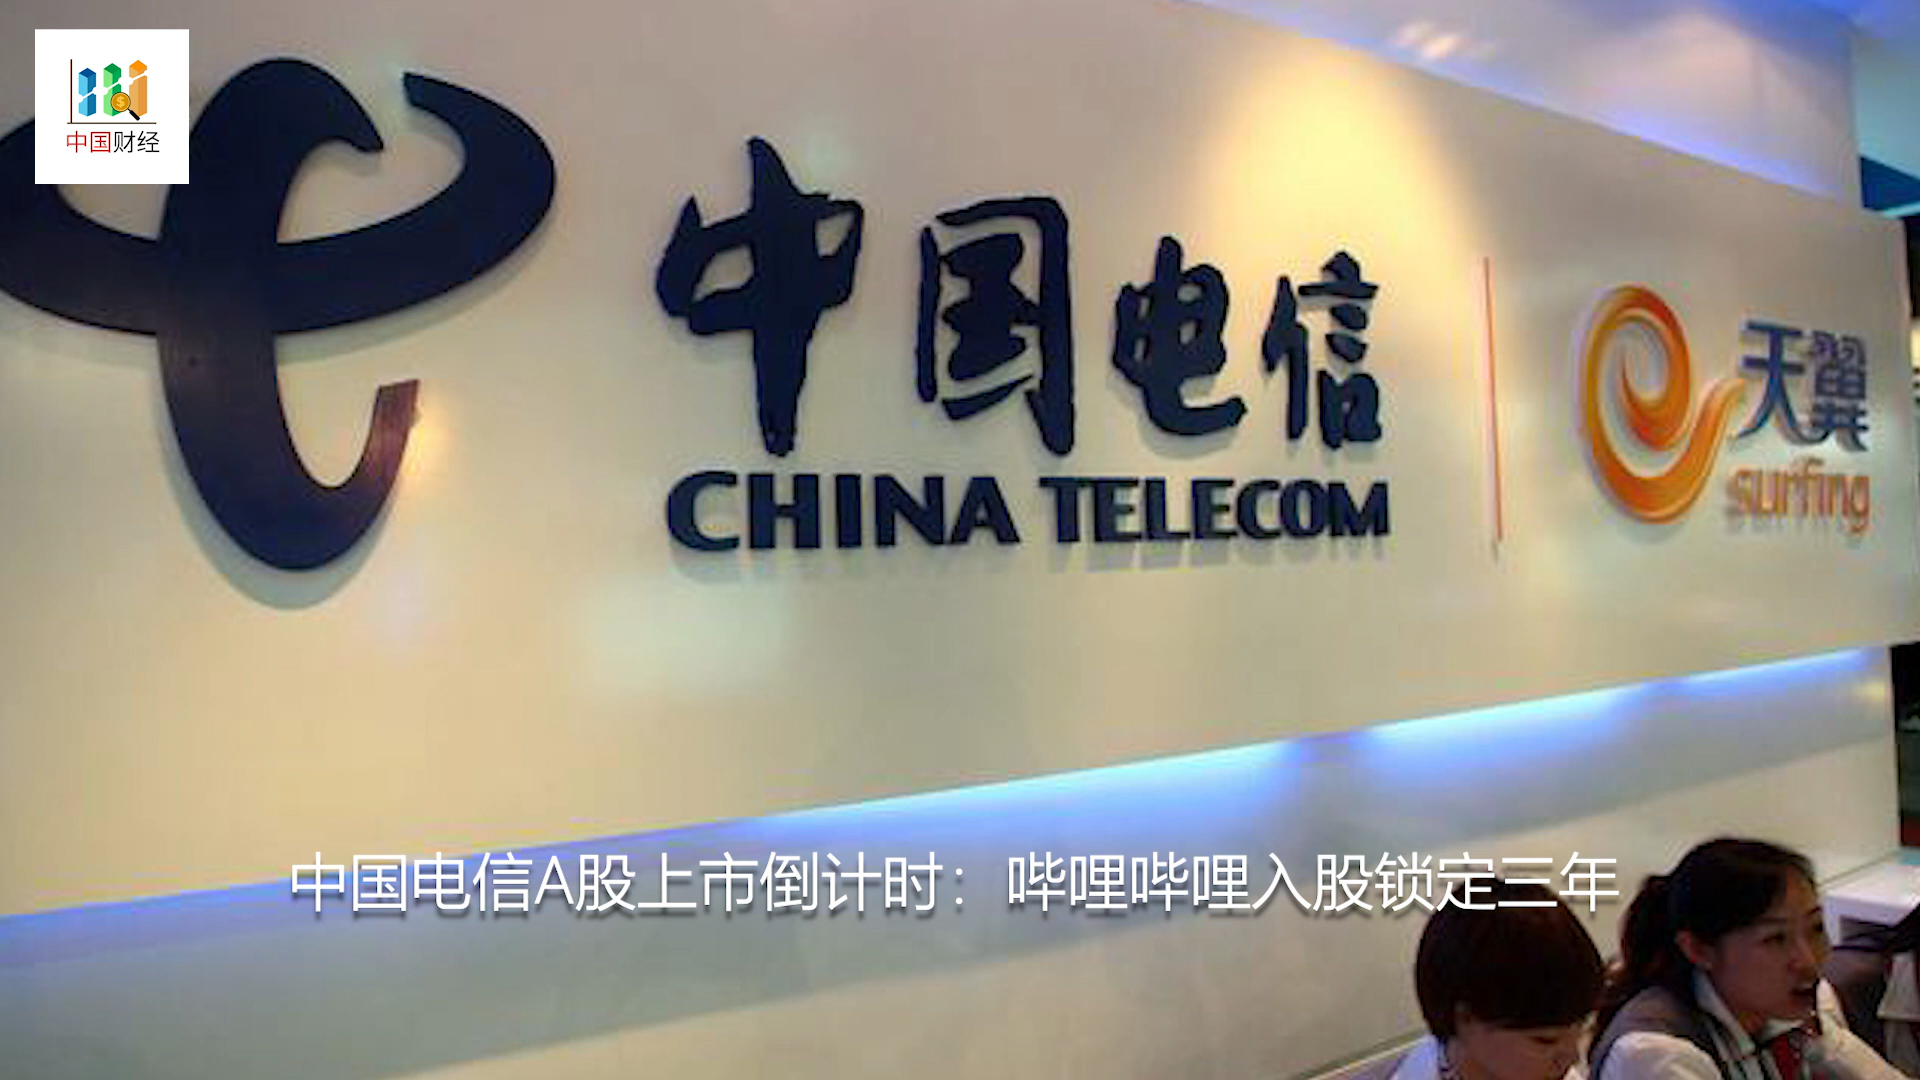 中国财经
中国电信
CHINA TELECOM
天翼
surfing
中国电信A股上市倒计时：哔哩哔哩入股锁定三年